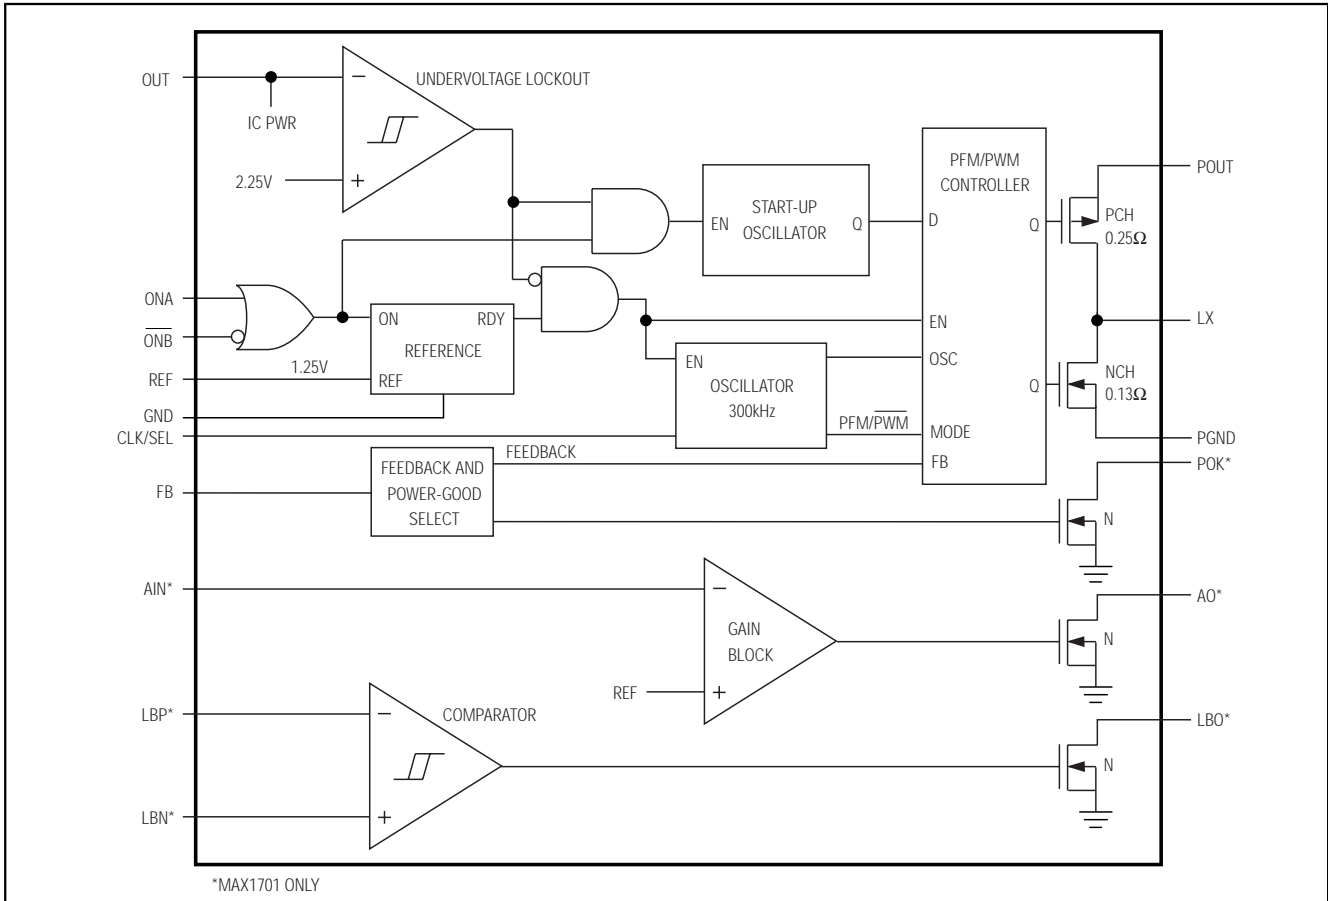 OUT
UNDERVOLTAGE LOCKOUT
−
IC PWR
2.25V
+
PFM/PWM
CONTROLLER
POUT
START-UP
OSCILLATOR
EN
Q
D
Q
PCH
0.25Ω
ONA
ONB
ON
RDY
REFERENCE
1.25V
REF
REF
EN
LX
EN
OSCILLATOR
300kHz
OSC
NCH
0.13Ω
Q
GND
CLK/SEL
PFM/PWM
MODE
PGND
FEEDBACK
FB
POK*
FEEDBACK AND
POWER-GOOD
SELECT
FB
N
AIN*
−
AO*
GAIN
BLOCK
N
REF
+
LBP*
−
COMPARATOR
LBO*
N
LBN*
+
*MAX1701 ONLY